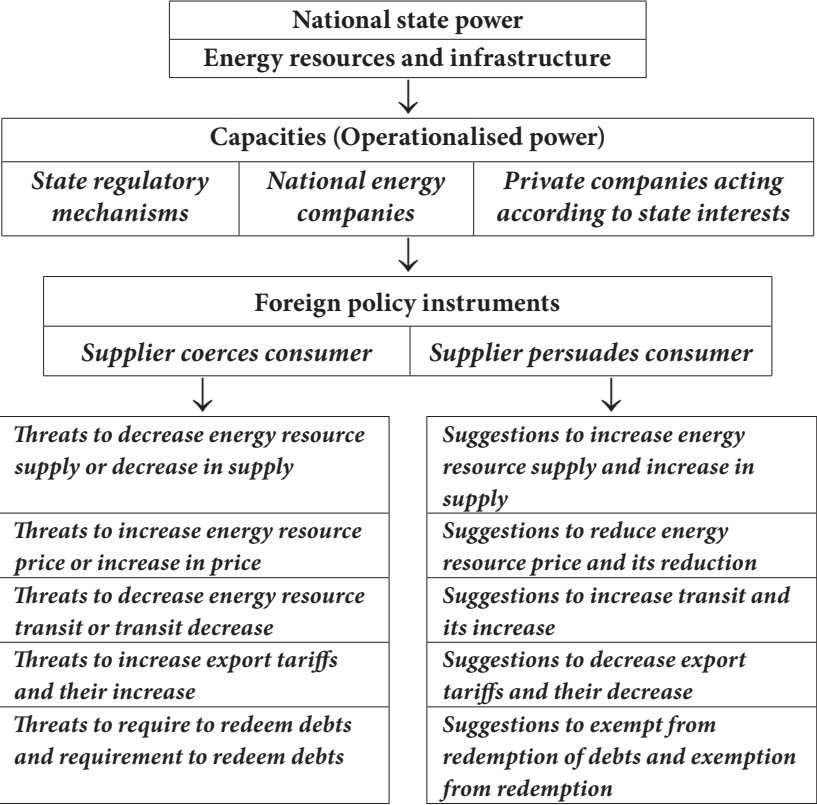 National state power
Energy resources and infrastructure
Capacities (Operationalised power)
State regulatory
mechanisms
National energy
companies
Private companies acting
according to state interests
Foreign policy instruments
Supplier coerces consumer
Supplier persuades consumer
Threats to decrease energy resource
supply or decrease in supply
Threats to increase energy resource
price or increase in price
Threats to decrease energy resource
transit or transit decrease
Threats to increase export tariffs
and their increase
Threats to require to redeem debts
and requirement to redeem debts
Suggestions to increase energy
resource supply and increase in
supply
Suggestions to reduce energy
resource price and its reduction
Suggestions to increase transit and
its increase
Suggestions to decrease export
tariffs and their decrease
Suggestions to exempt from
redemption of debts and exemption
from redemption